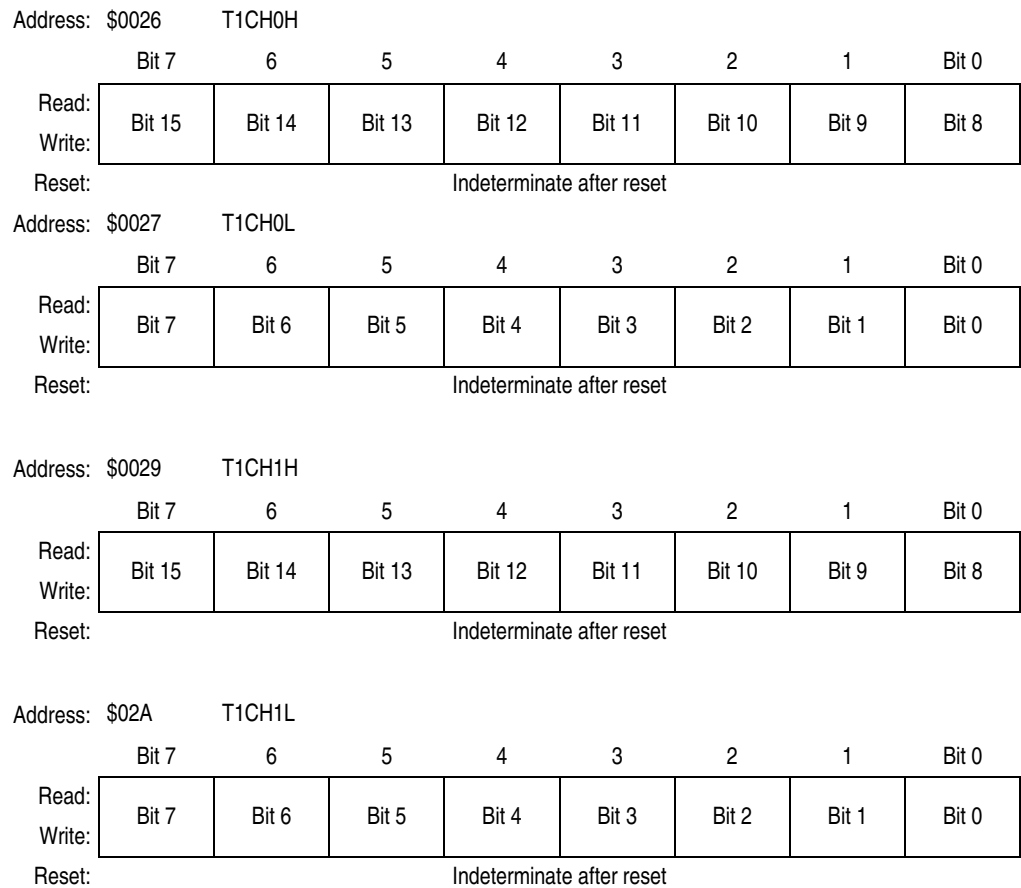 Address: $0026 T1CH0H
Bit 7 6 5 4 3 2 1 Bit 0
Read:
Bit 15 Bit 14 Bit 13 Bit 12 Bit 11 Bit 10 Bit 9 Bit 8
Write:
Reset: Indeterminate after reset
Address: $0027 T1CH0L
Bit 7 6 5 4 3 2 1 Bit 0
Read:
Bit 7 Bit 6 Bit 5 Bit 4 Bit 3 Bit 2 Bit 1 Bit 0
Write:
Reset: Indeterminate after reset
Address: $0029 T1CH1H
Bit 7 6 5 4 3 2 1 Bit 0
Read:
Bit 15 Bit 14 Bit 13 Bit 12 Bit 11 Bit 10 Bit 9 Bit 8
Write:
Reset: Indeterminate after reset
Address: $02A T1CH1L
Bit 7 6 5 4 3 2 1 Bit 0
Read:
Bit 7 Bit 6 Bit 5 Bit 4 Bit 3 Bit 2 Bit 1 Bit 0
Write:
Reset: Indeterminate after reset